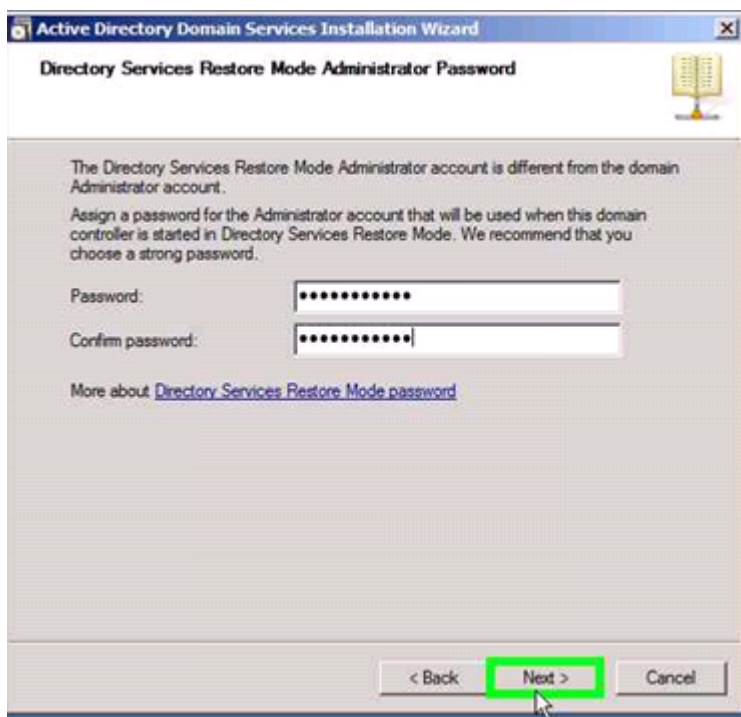 Active Directory Domain Services Installation Wizard
Directory Services Restore Mode Administrator Password
The Directory Services Restore Mode Administrator account is different from the domain
Administrator account.
Assign a password for the Administrator account that will be used when this domain
controller is started in Directory Services Restore Mode. We recommend that you
choose a strong password.
Password: •••••••••••
Confirm password: •••••••••••
More about Directory Services Restore Mode password
< Back Next > Cancel